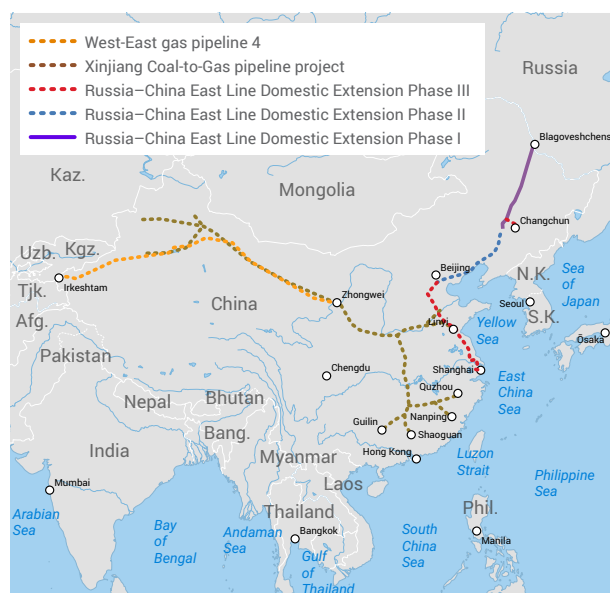 West-East gas pipeline 4
Xinjiang Coal-to-Gas pipeline project
Russia–China East Line Domestic Extension Phase III
Russia–China East Line Domestic Extension Phase II
Russia–China East Line Domestic Extension Phase I
Russia
Blagoveshchens
Kaz.
Mongolia
Changchun
Uzb.
Kgz.
Beijing
N.K.
Sea
of
Japan
Tjk.
Irkeshtam
Zhongwei
China
Seoul
S.K.
Afg.
Linyi
Yellow
Sea
Ōsaka
Pakistan
Chengdu
Shanghai
East
China
Sea
Quzhou
Nepal
Bhutan
Nanping
Guilin
Shaoguan
Bang.
India
Myanmar
Hong Kong
Luzon
Strait
Laos
Philippine
Sea
Mumbai
Thailand
Phil.
Arabian
Sea
Bay
of
Bengal
Andaman
Sea
Bangkok
South
China
Sea
Manila
Gulf
of
Thailand